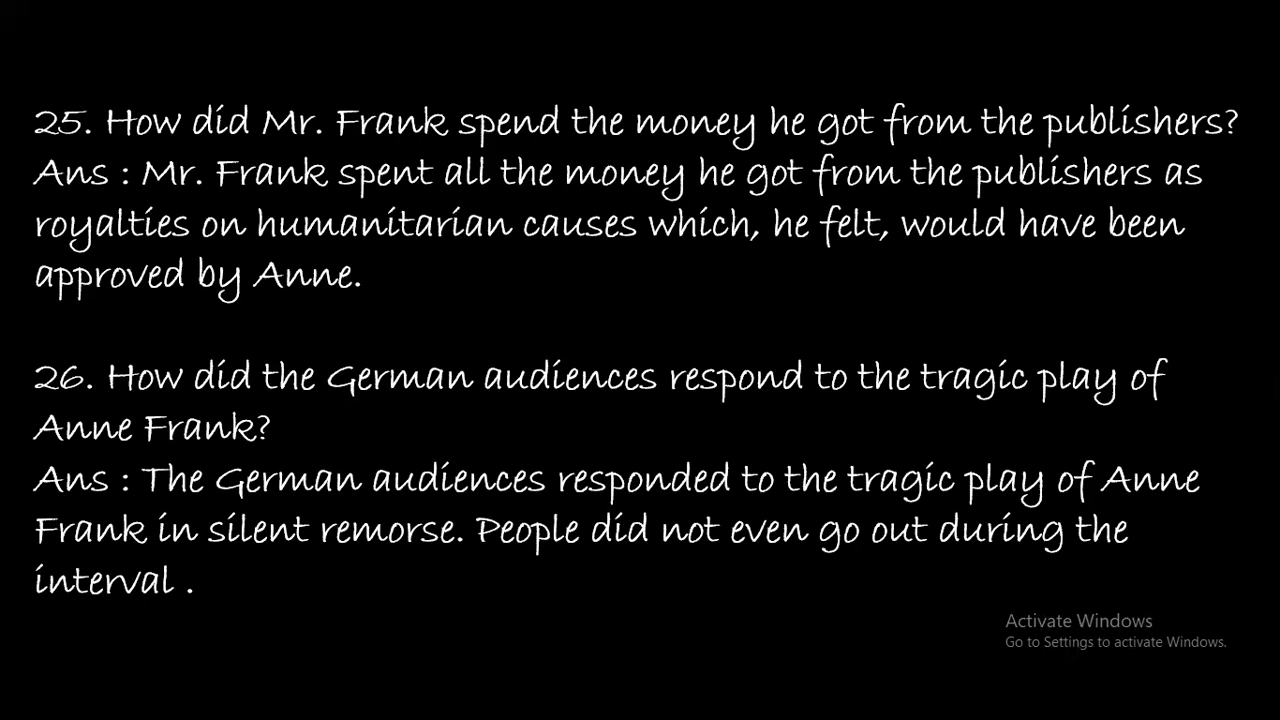 25. How did Mr. Frank spend the money he got from the publishers?
Ans : Mr. Frank spent all the money he got from the publishers as
royalties on humanitarian causes which, he felt, would have been
approved by Anne.
26. How did the German audiences respond to the tragic play of
Anne Frank?
Ans : The German audiences responded to the tragic play of Anne
Frank in silent remorse. People did not even go out during the
interval .
Activate Windows
Go to Settings to activate Windows.